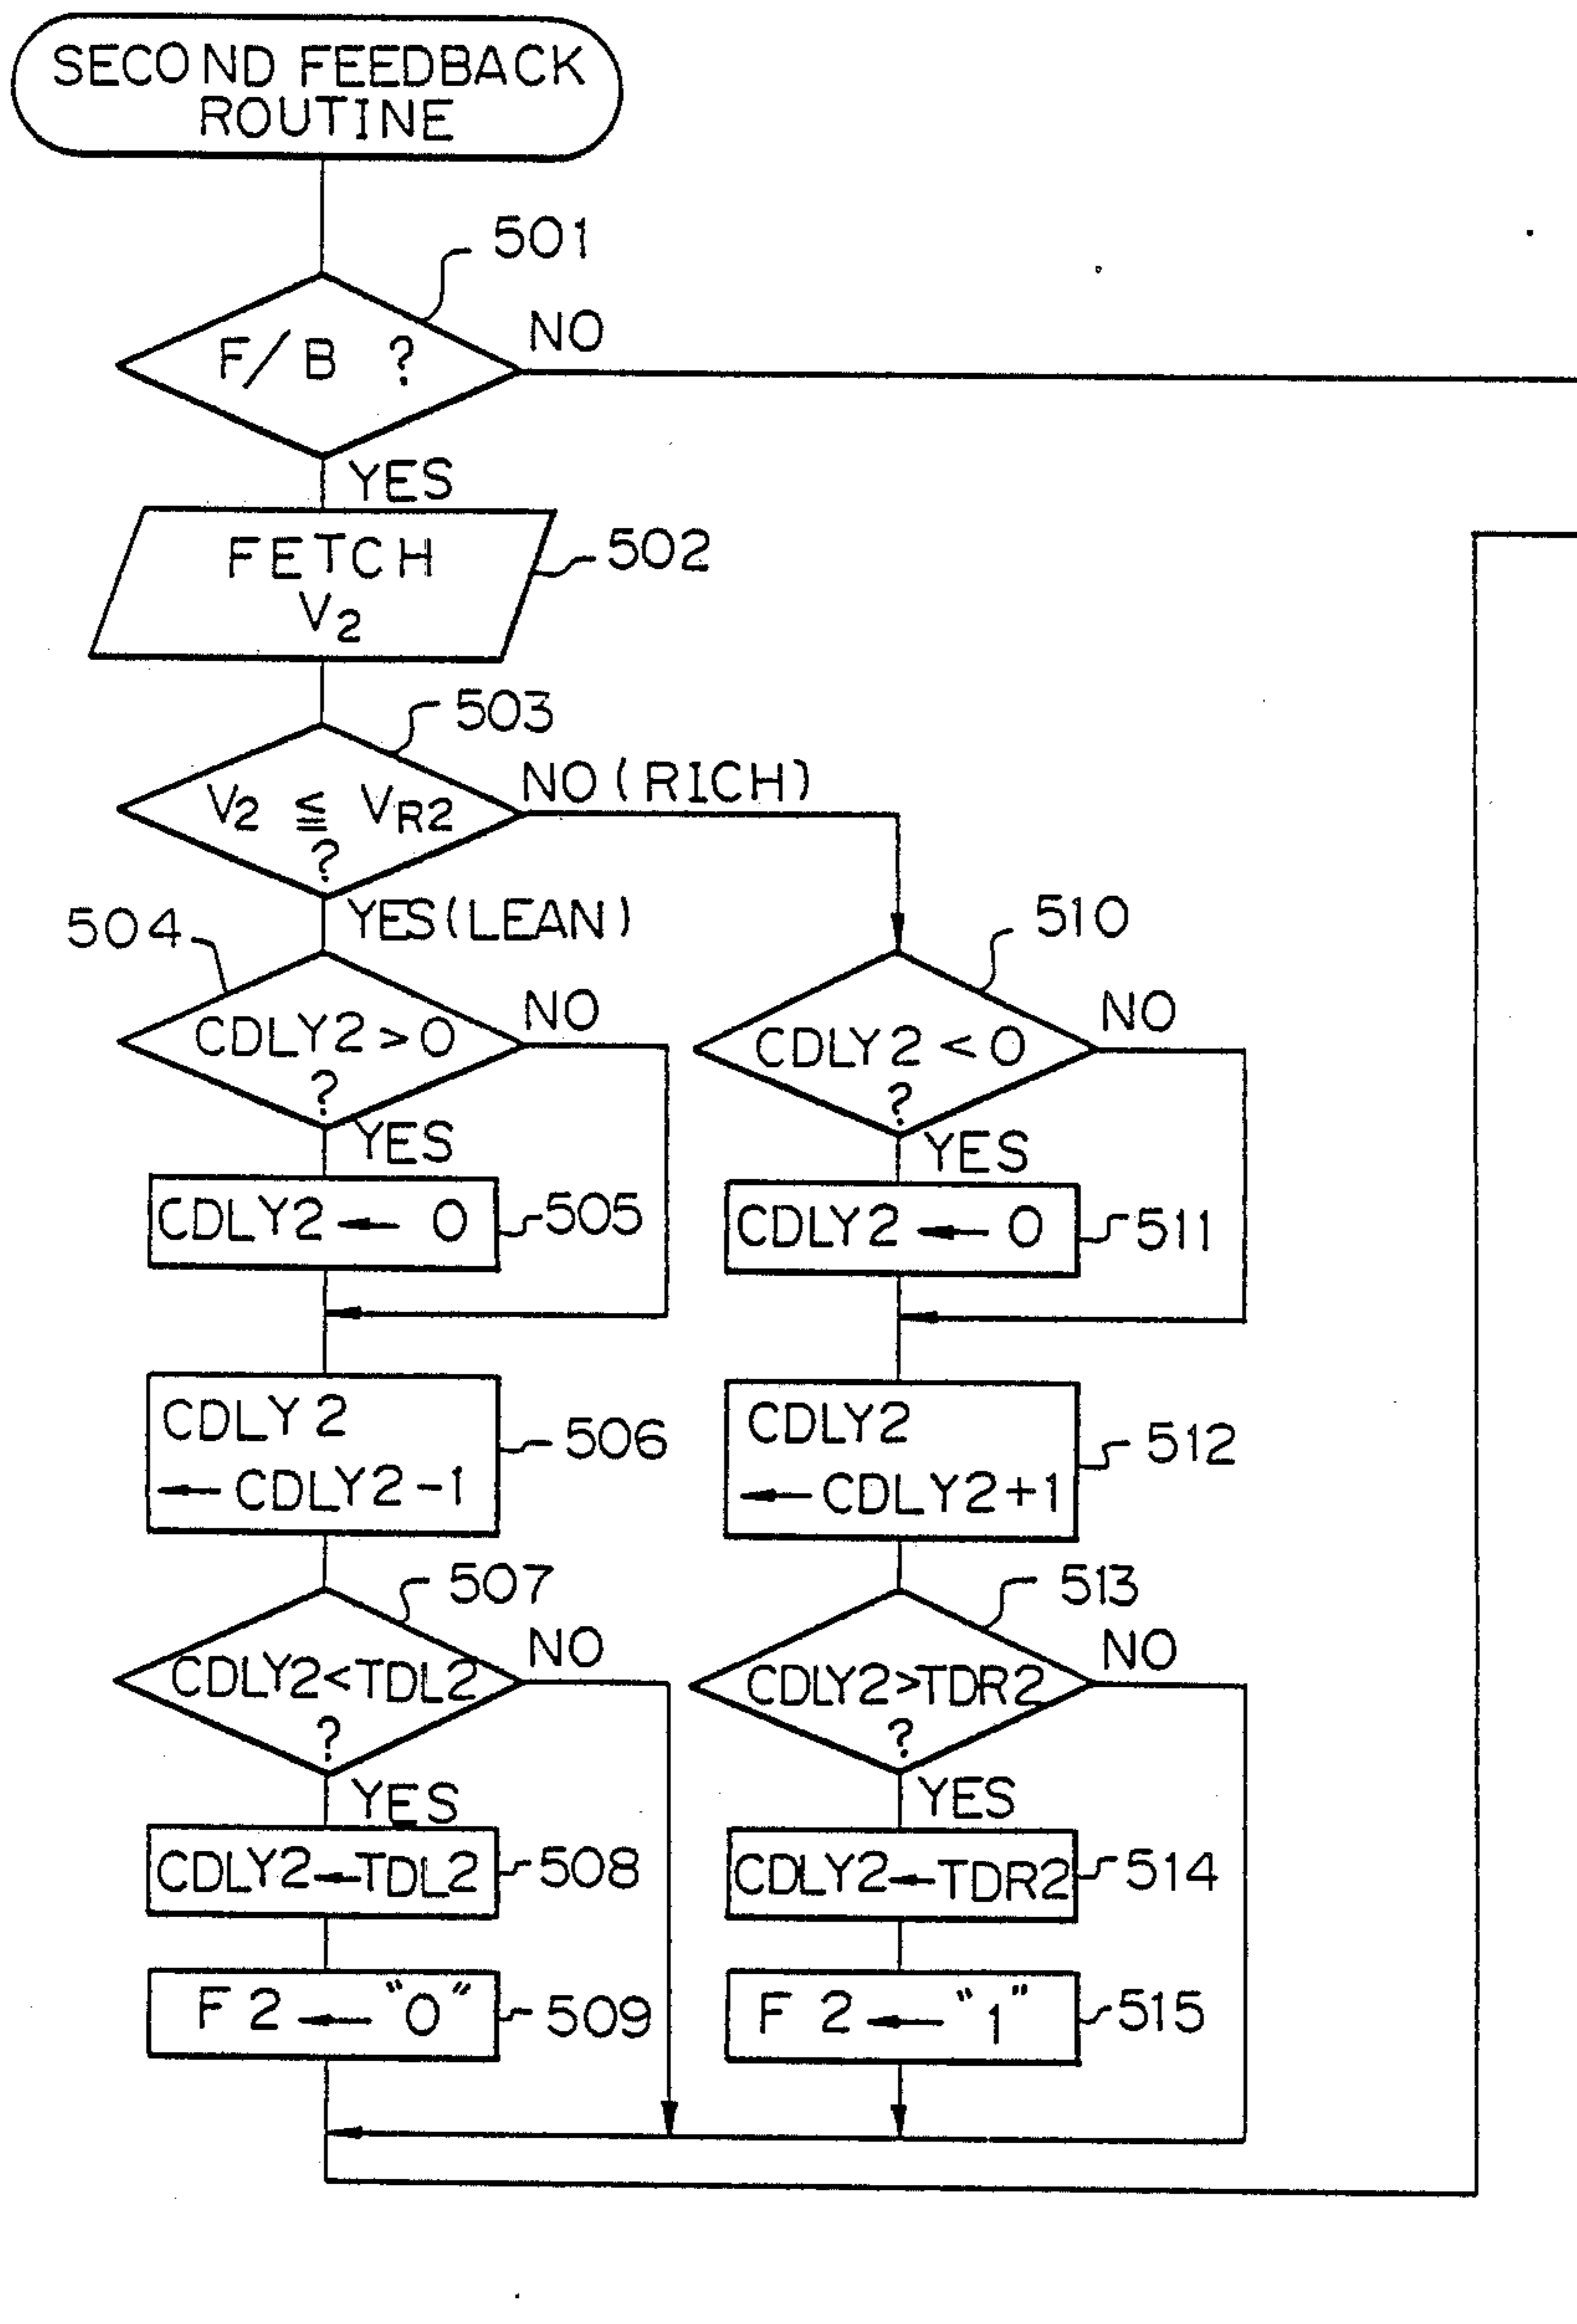 SECOND FEEDBACK
ROUTINE
501
F/B ?
NO
YES
FETCH
V2
502
503
V2 ≦ VR2
?
NO (RICH)
YES (LEAN)
504
CDLY2 > 0
?
NO
YES
CDLY2 ← 0
505
CDLY2
← CDLY2-1
506
507
CDLY2<TDL2
?
NO
YES
CDLY2←TDL2
508
F2 ← "0"
509
510
CDLY2 < 0
?
NO
YES
CDLY2 ← 0
511
CDLY2
← CDLY2+1
512
513
CDLY2>TDR2
?
NO
YES
CDLY2←TDR2
514
F2 ← "1"
515